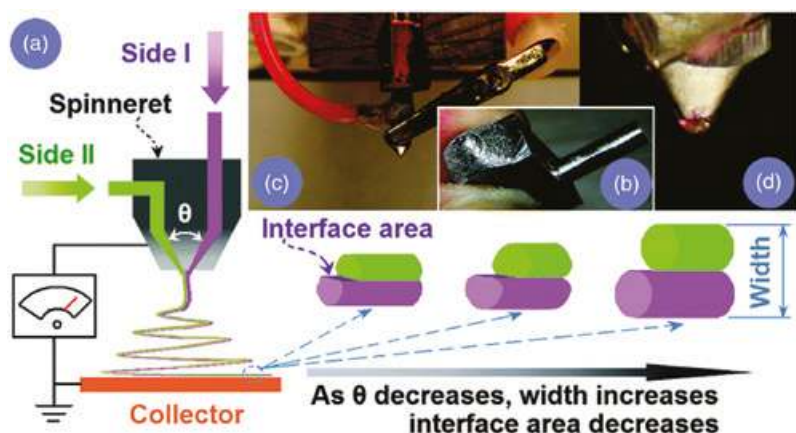 (a)
Side I
Spinneret
Side II
θ
(c)
(b)
(d)
Interface area
Width
Collector
As θ decreases, width increases
interface area decreases